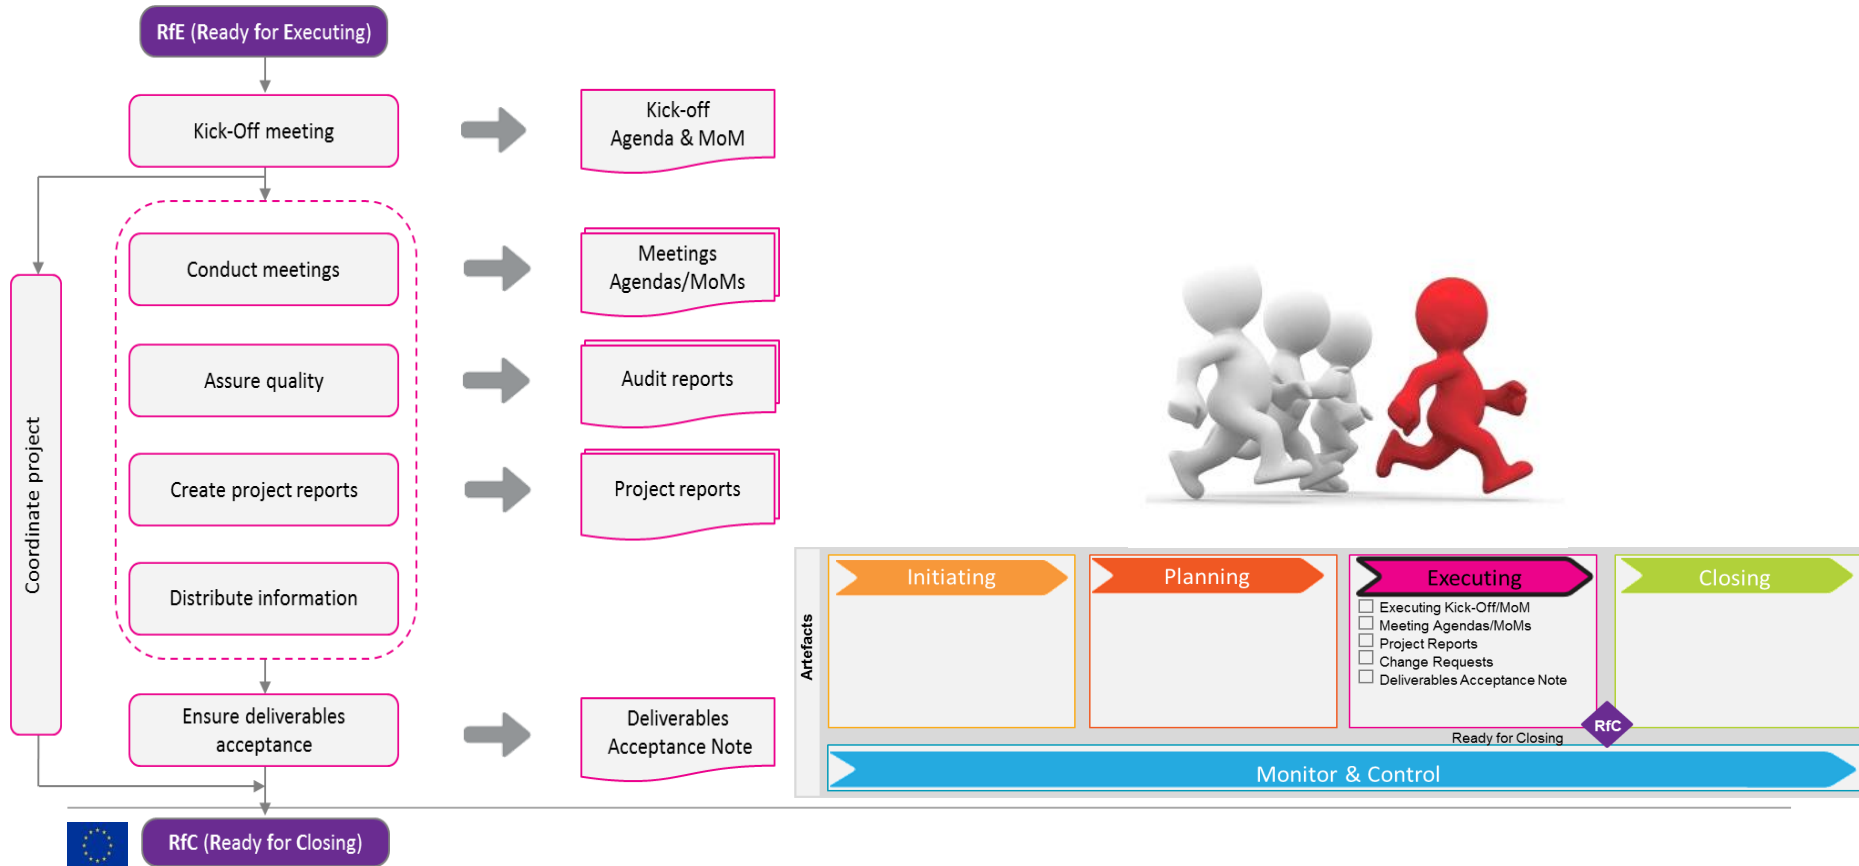 RfE (Ready for Executing)
Kick-Off meeting
Kick-off
Agenda & MoM
Conduct meetings
Meetings
Agendas/MoMs
Assure quality
Audit reports
Create project reports
Project reports
Distribute information
Coordinate project
Ensure deliverables
acceptance
Deliverables
Acceptance Note
RfC (Ready for Closing)
Artefacts
Initiating
Planning
Executing
Closing
Executing Kick-Off/MoM
Meeting Agendas/MoMs
Project Reports
Change Requests
Deliverables Acceptance Note
RfC
Ready for Closing
Monitor & Control